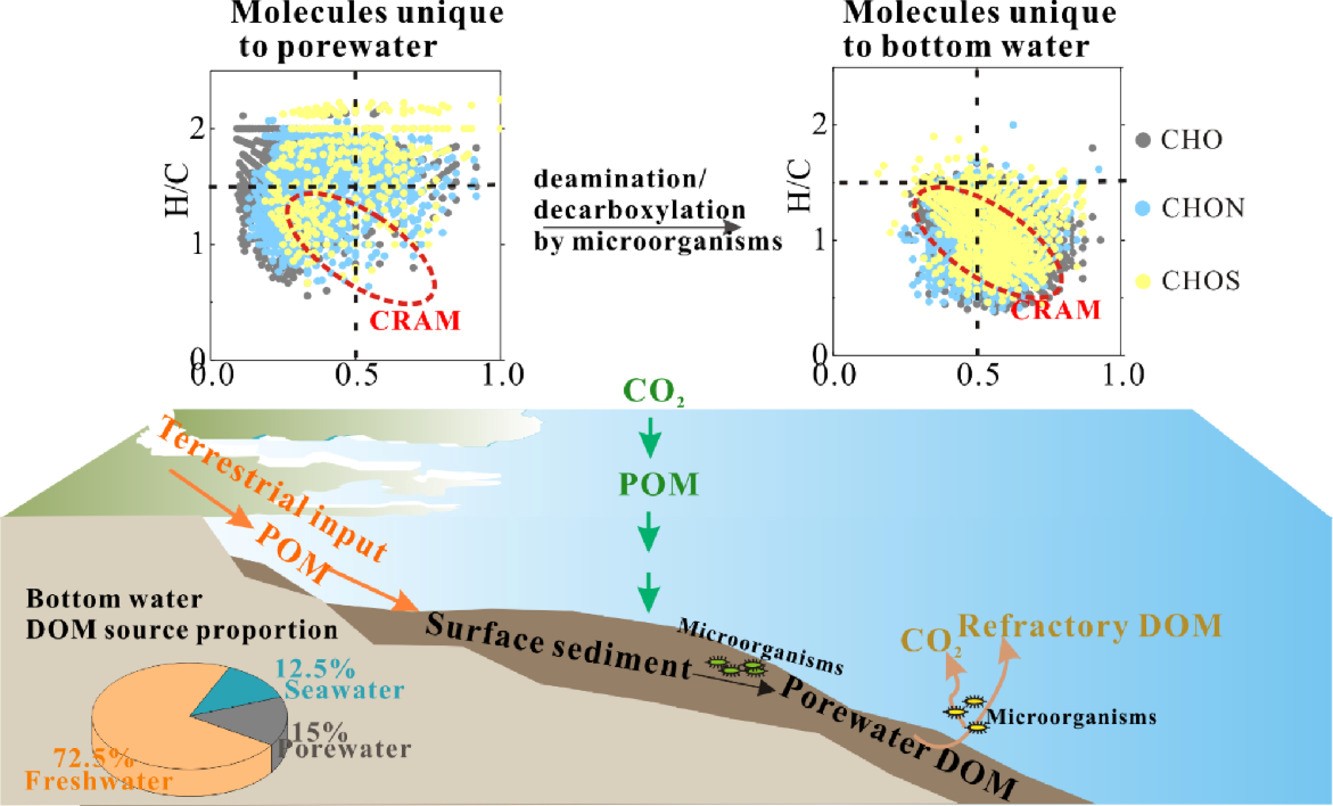 Molecules unique
to porewater
Molecules unique
to bottom water
H/C
2
1
0
0.0
0.5
1.0
CRAM
deamination/
decarboxylation
by microorganisms
H/C
2
1
0
0.0
0.5
1.0
CRAM
CHO
CHON
CHOS
CO₂
POM
Terrestrial input
POM
Surface sediment
Microorganisms
Porewater DOM
CO₂
Refractory DOM
Microorganisms
Bottom water
DOM source proportion
12.5%
Seawater
15%
Porewater
72.5%
Freshwater